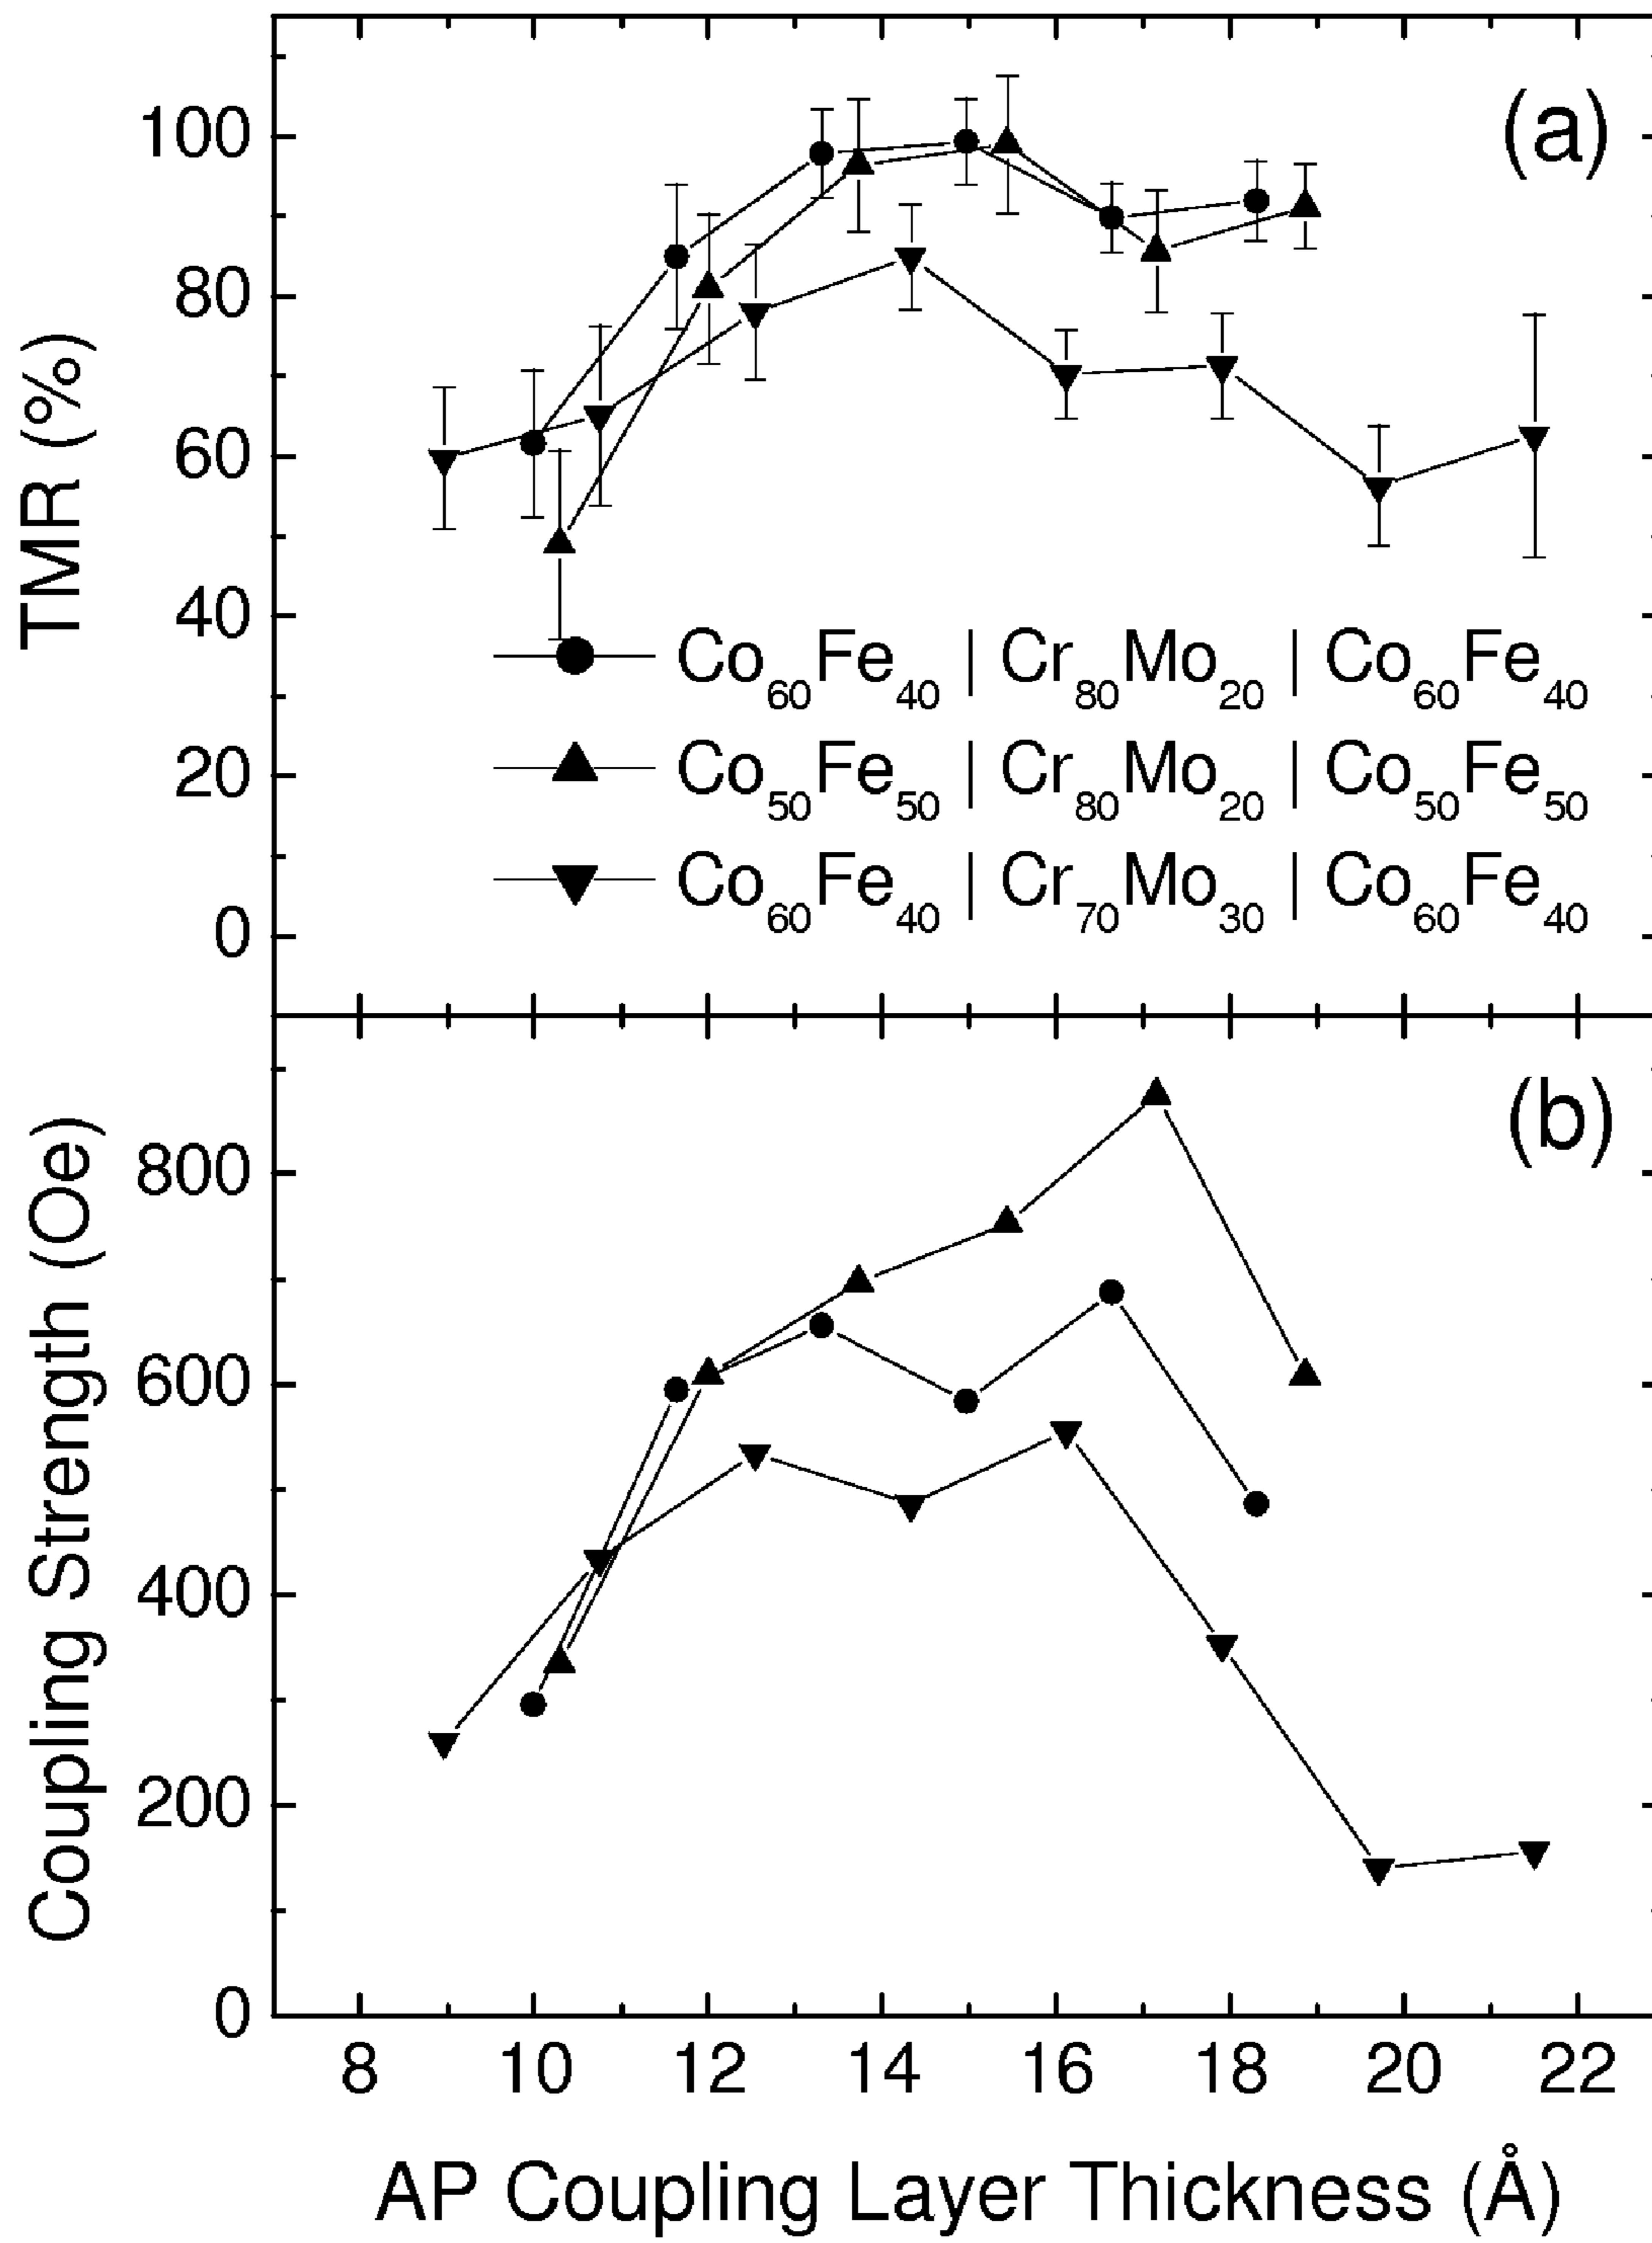 (a)
TMR (%)
100
80
60
40
20
0
Co60Fe40 | Cr80Mo20 | Co60Fe40
Co50Fe50 | Cr80Mo20 | Co50Fe50
Co60Fe40 | Cr70Mo30 | Co60Fe40
(b)
Coupling Strength (Oe)
800
600
400
200
0
8 10 12 14 16 18 20 22
AP Coupling Layer Thickness (Å)